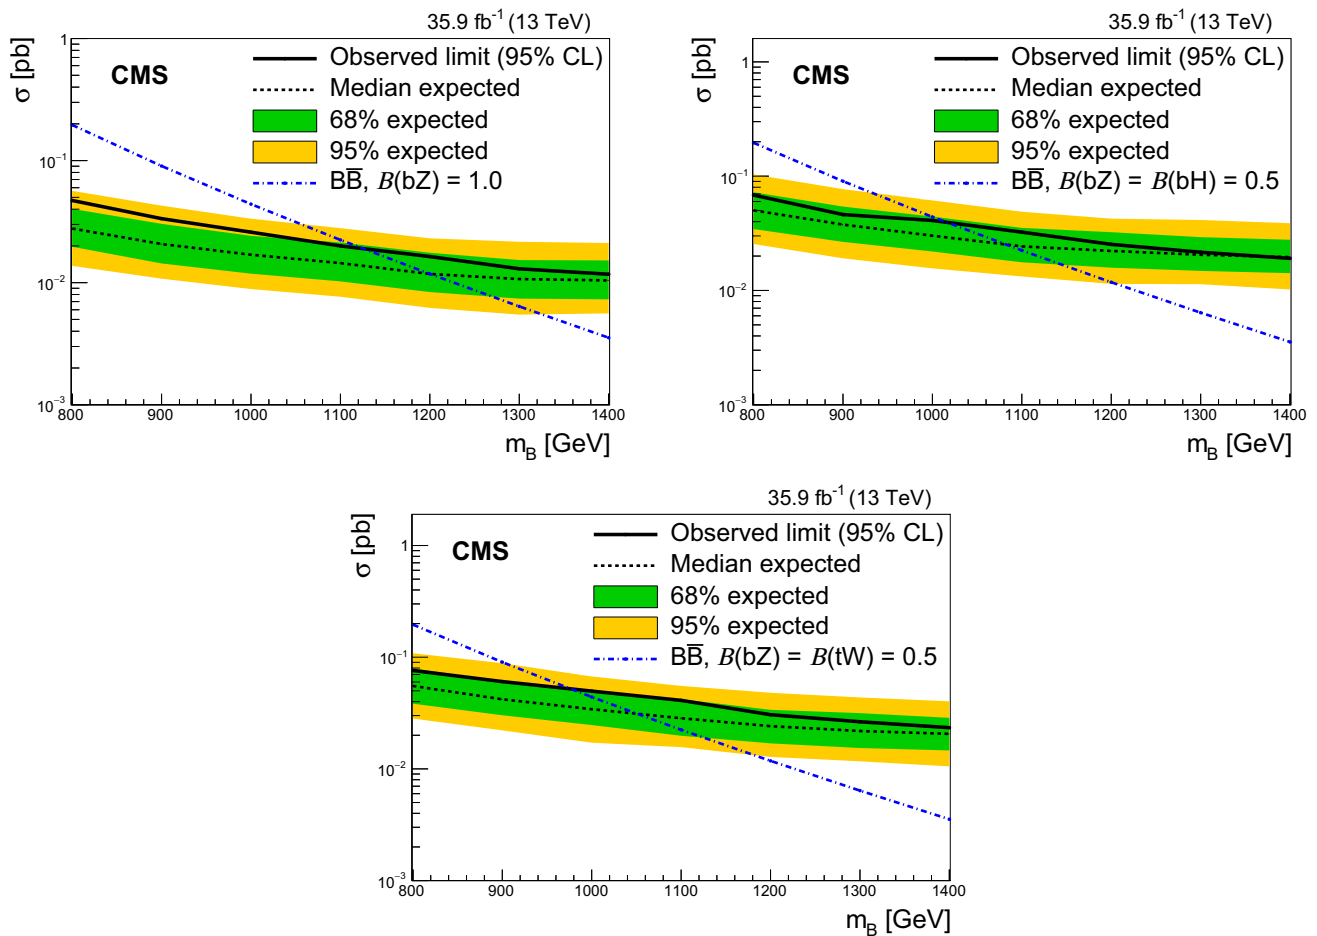 35.9 fb⁻¹ (13 TeV)
σ [pb]
CMS
Observed limit (95% CL)
Median expected
68% expected
95% expected
BB̅, B(bZ) = 1.0
1
10⁻¹
10⁻²
10⁻³
800 900 1000 1100 1200 1300 1400
m_B [GeV]
35.9 fb⁻¹ (13 TeV)
σ [pb]
CMS
Observed limit (95% CL)
Median expected
68% expected
95% expected
BB̅, B(bZ) = B(bH) = 0.5
1
10⁻¹
10⁻²
10⁻³
800 900 1000 1100 1200 1300 1400
m_B [GeV]
35.9 fb⁻¹ (13 TeV)
σ [pb]
CMS
Observed limit (95% CL)
Median expected
68% expected
95% expected
BB̅, B(bZ) = B(tW) = 0.5
1
10⁻¹
10⁻²
10⁻³
800 900 1000 1100 1200 1300 1400
m_B [GeV]